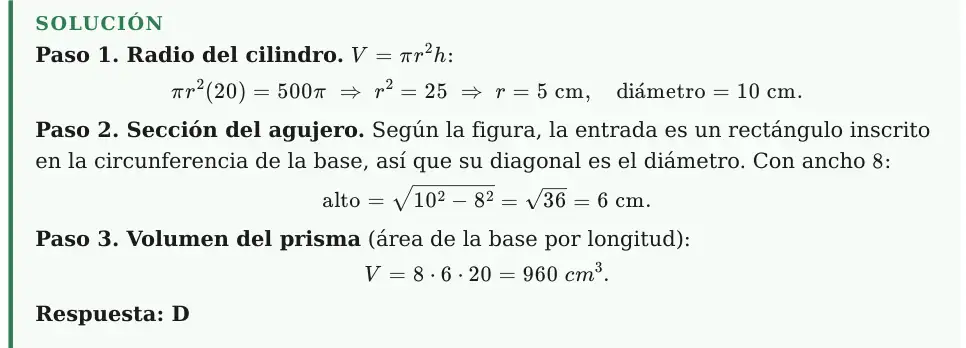 SOLUCIÓN
Paso 1. Radio del cilindro. V = πr²h:
πr²(20) = 500π ⇒ r² = 25 ⇒ r = 5 cm, diámetro = 10 cm.
Paso 2. Sección del agujero. Según la figura, la entrada es un rectángulo inscrito
en la circunferencia de la base, así que su diagonal es el diámetro. Con ancho 8:
alto = √(10² − 8²) = √36 = 6 cm.
Paso 3. Volumen del prisma (área de la base por longitud):
V = 8 · 6 · 20 = 960 cm³.
Respuesta: D